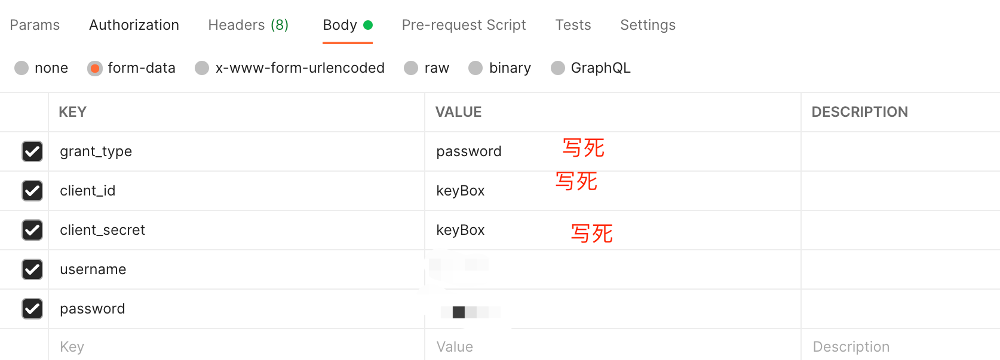 Params Authorization Headers (8) Body Pre-request Script Tests Settings
none form-data x-www-form-urlencoded raw binary GraphQL
KEY VALUE DESCRIPTION
grant_type password 写死
client_id keyBox 写死
client_secret keyBox 写死
username
password
Key Value Description